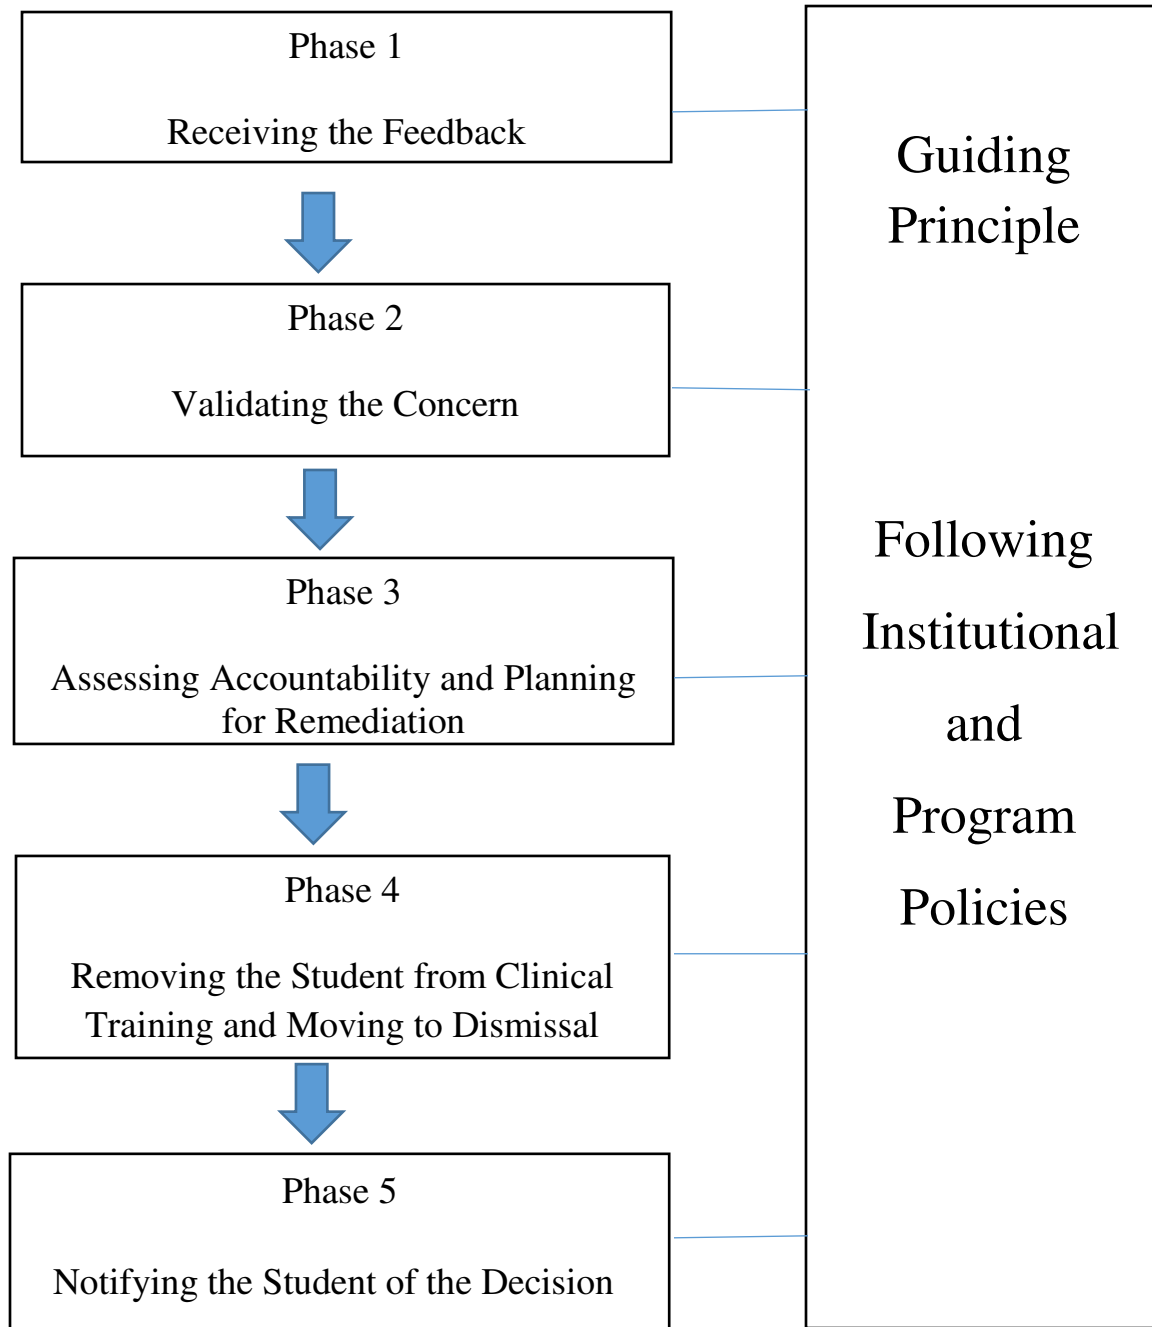 Phase 1
Receiving the Feedback
Phase 2
Validating the Concern
Phase 3
Assessing Accountability and Planning
for Remediation
Phase 4
Removing the Student from Clinical
Training and Moving to Dismissal
Phase 5
Notifying the Student of the Decision
Guiding
Principle
Following
Institutional
and
Program
Policies